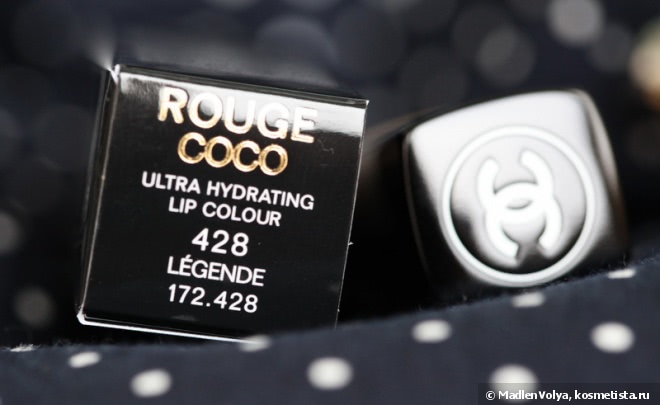 ROUGE
COCO
ULTRA HYDRATING
LIP COLOUR
428
LÉGENDE
172.428
© MadlenVolya, kosmetista.ru